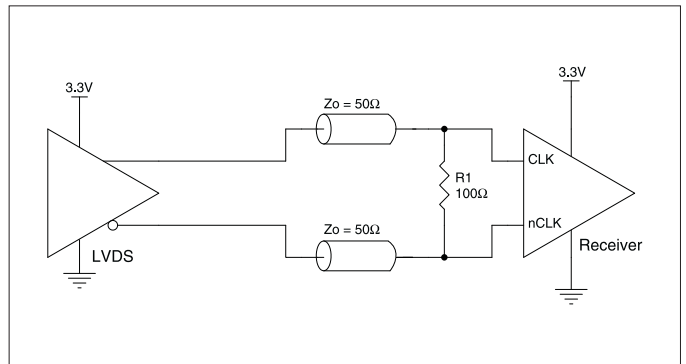 3.3V
3.3V
Zo = 50Ω
CLK
R1
100Ω
nCLK
Zo = 50Ω
Receiver
LVDS